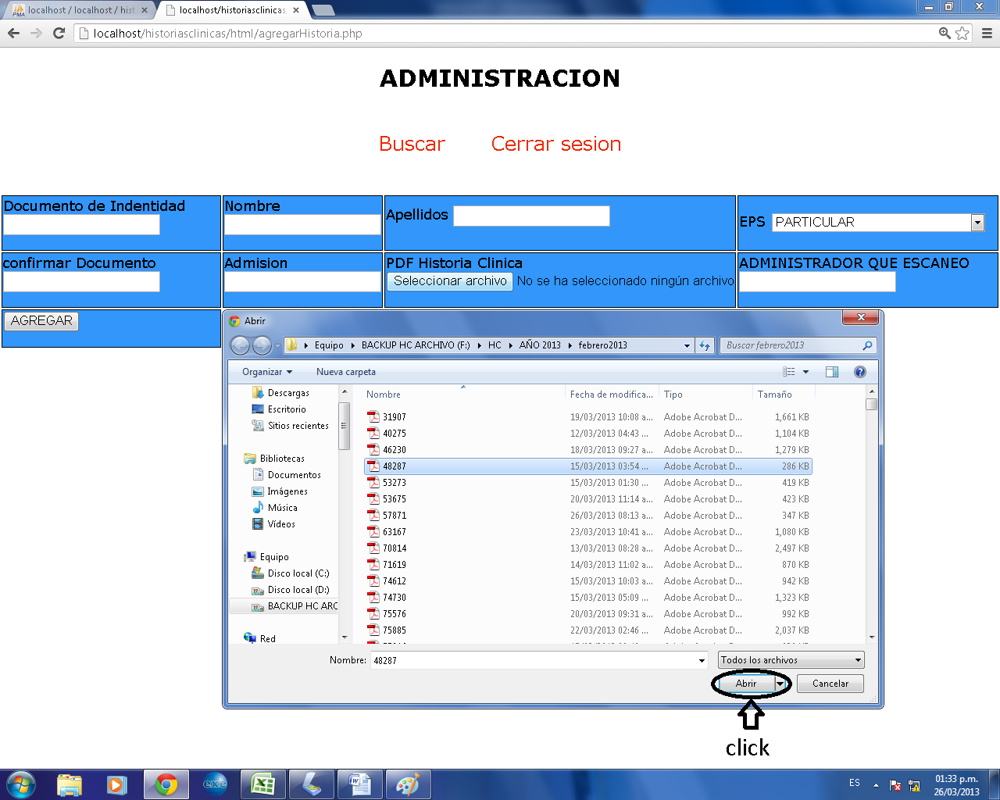 localhost / localhost / hist
localhost/historiasclinicas
localhost/historiasclinicas/html/agregarHistoria.php
ADMINISTRACION
Buscar Cerrar sesion
Documento de Indentidad Nombre Apellidos EPS PARTICULAR
confirmar Documento Admision PDF Historia Clinica ADMINISTRADOR QUE ESCANEO
Seleccionar archivo No se ha seleccionado ningún archivo
AGREGAR
Abrir
Equipo BACKUP HC ARCHIVO (F:) HC AÑO 2013 febrero2013 Buscar febrero2013
Organizar Nueva carpeta
Descargas
Escritorio
Sitios recientes
Bibliotecas
Documentos
Imágenes
Música
Vídeos
Equipo
Disco local (C:)
Disco local (D:)
BACKUP HC ARC
Red
Nombre Fecha de modifica... Tipo Tamaño
31907 19/03/2013 10:08 a... Adobe Acrobat D... 1,661 KB
40275 12/03/2013 04:43 ... Adobe Acrobat D... 1,104 KB
46230 18/03/2013 09:27 a... Adobe Acrobat D... 1,279 KB
48287 15/03/2013 03:54 ... Adobe Acrobat D... 286 KB
53273 15/03/2013 01:30 ... Adobe Acrobat D... 419 KB
53675 20/03/2013 11:14 a... Adobe Acrobat D... 423 KB
57871 26/03/2013 08:13 a... Adobe Acrobat D... 347 KB
63167 23/03/2013 10:41 a... Adobe Acrobat D... 1,080 KB
70814 13/03/2013 08:28 a... Adobe Acrobat D... 2,497 KB
71619 14/03/2013 11:02 a... Adobe Acrobat D... 870 KB
74612 15/03/2013 10:03 a... Adobe Acrobat D... 942 KB
74730 15/03/2013 05:09 ... Adobe Acrobat D... 1,323 KB
75576 20/03/2013 09:31 a... Adobe Acrobat D... 992 KB
75885 22/03/2013 02:46 ... Adobe Acrobat D... 2,037 KB
Nombre: 48287 Todos los archivos
Abrir Cancelar
click
exe
ES 01:33 p.m.
26/03/2013